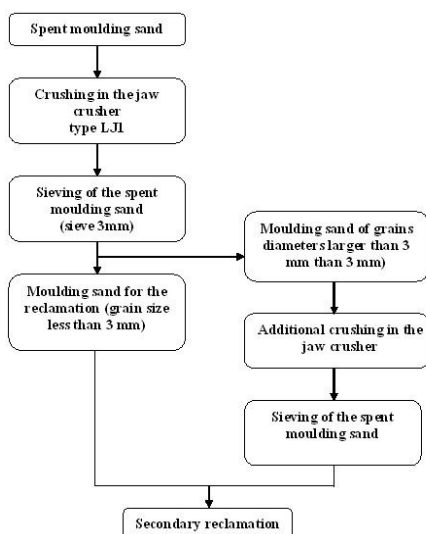 Spent moulding sand
Crushing in the jaw
crusher
type LJ1
Sieving of the spent
moulding sand
(sieve 3mm)
Moulding sand of grains
diameters larger than 3
mm than 3 mm)
Moulding sand for the
reclamation (grain size
less than 3 mm)
Additional crushing in the
jaw crusher
Sieving of the spent
moulding sand
Secondary reclamation